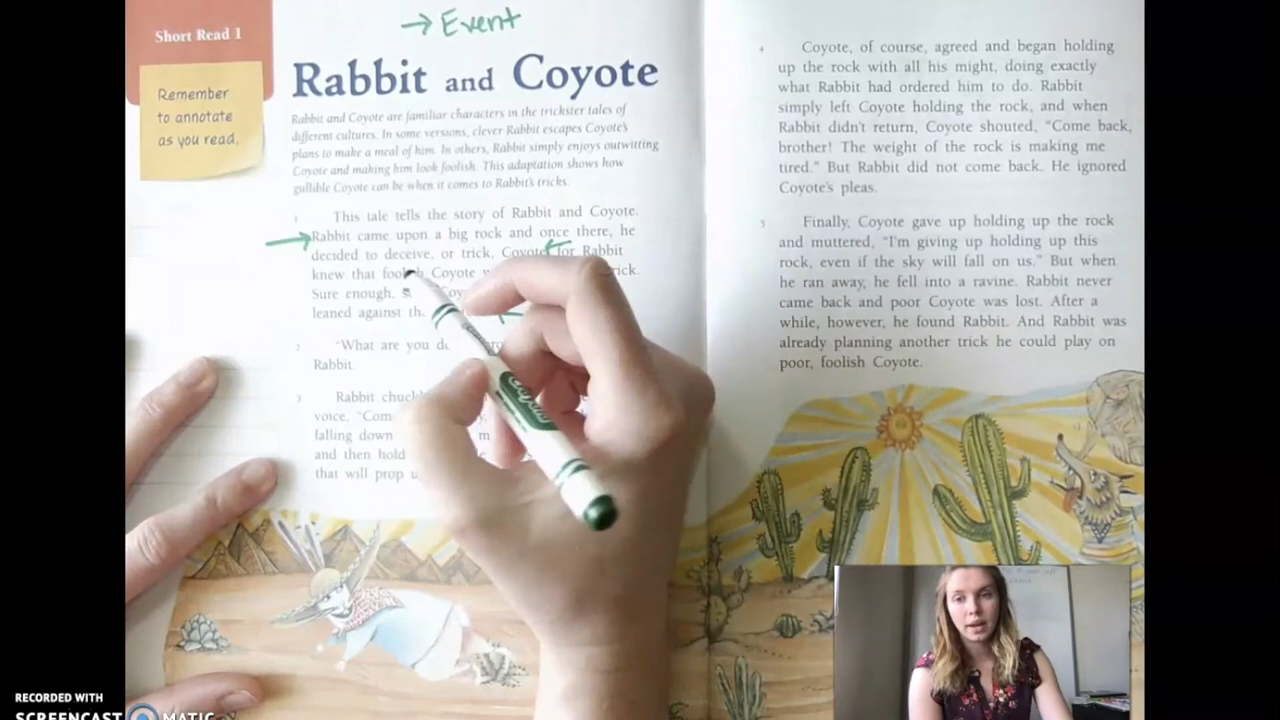 → Event
Short Read 1
Remember
to annotate
as you read.
Rabbit and Coyote
Rabbit and Coyote are familiar characters in the trickster tales of
different cultures. In some versions, clever Rabbit escapes Coyote's
plans to make a meal of him. In others, Rabbit simply enjoys outwitting
Coyote and making him look foolish. This adaptation shows how
gullible Coyote can be when it comes to Rabbit's tricks.
1 This tale tells the story of Rabbit and Coyote.
Rabbit came upon a big rock and once there, he
decided to deceive, or trick, Coyote for Rabbit
knew that Coyote
Sure enough,
leaned against
2 "What are you
Rabbit.
3 Rabbit
voice,
falling down
and then hold
that will prop
4 Coyote, of course, agreed and began holding
up the rock with all his might, doing exactly
what Rabbit had ordered him to do. Rabbit
simply left Coyote holding the rock, and when
Rabbit didn't return, Coyote shouted, "Come back,
brother! The weight of the rock is making me
tired." But Rabbit did not come back. He ignored
Coyote's pleas.
5 Finally, Coyote gave up holding up the rock
and muttered, "I'm giving up holding up this
rock, even if the sky will fall on us." But when
he ran away, he fell into a ravine. Rabbit never
came back and poor Coyote was lost. After a
while, however, he found Rabbit. And Rabbit was
already planning another trick he could play on
poor, foolish Coyote.
Crayola
RECORDED WITH
SCREENCAST MATIC